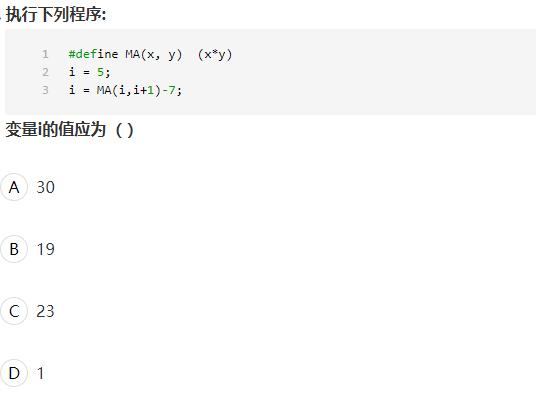 . 执行下列程序:
1 #define MA(x, y) (x*y)
2 i = 5;
3 i = MA(i,i+1)-7;
变量i的值应为（ ）
A 30
B 19
C 23
D 1